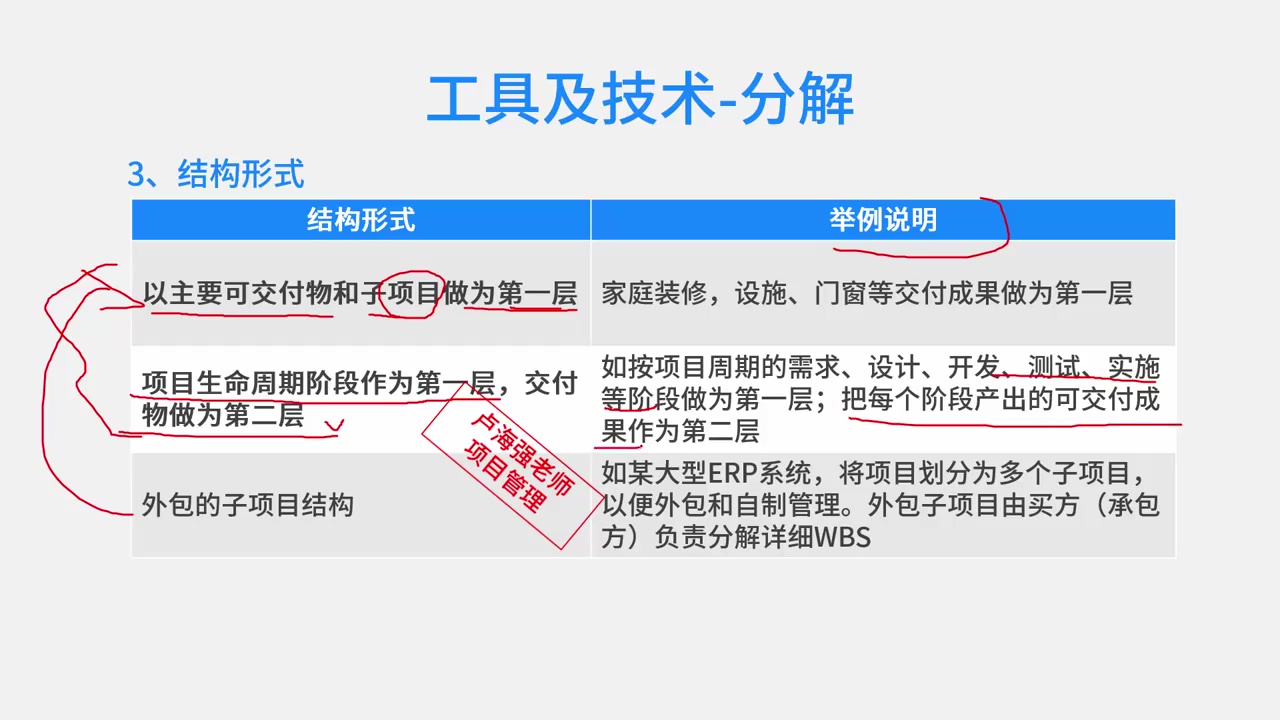 工具及技术-分解
3、结构形式
结构形式
举例说明
以主要可交付物和子项目做为第一层
家庭装修，设施、门窗等交付成果做为第一层
项目生命周期阶段作为第一层，交付
物做为第二层
如按项目周期的需求、设计、开发、测试、实施
等阶段做为第一层；把每个阶段产出的可交付成
果作为第二层
外包的子项目结构
如某大型ERP系统，将项目划分为多个子项目，
以便外包和自制管理。外包子项目由买方（承包
方）负责分解详细WBS
卢海强老师
项目管理